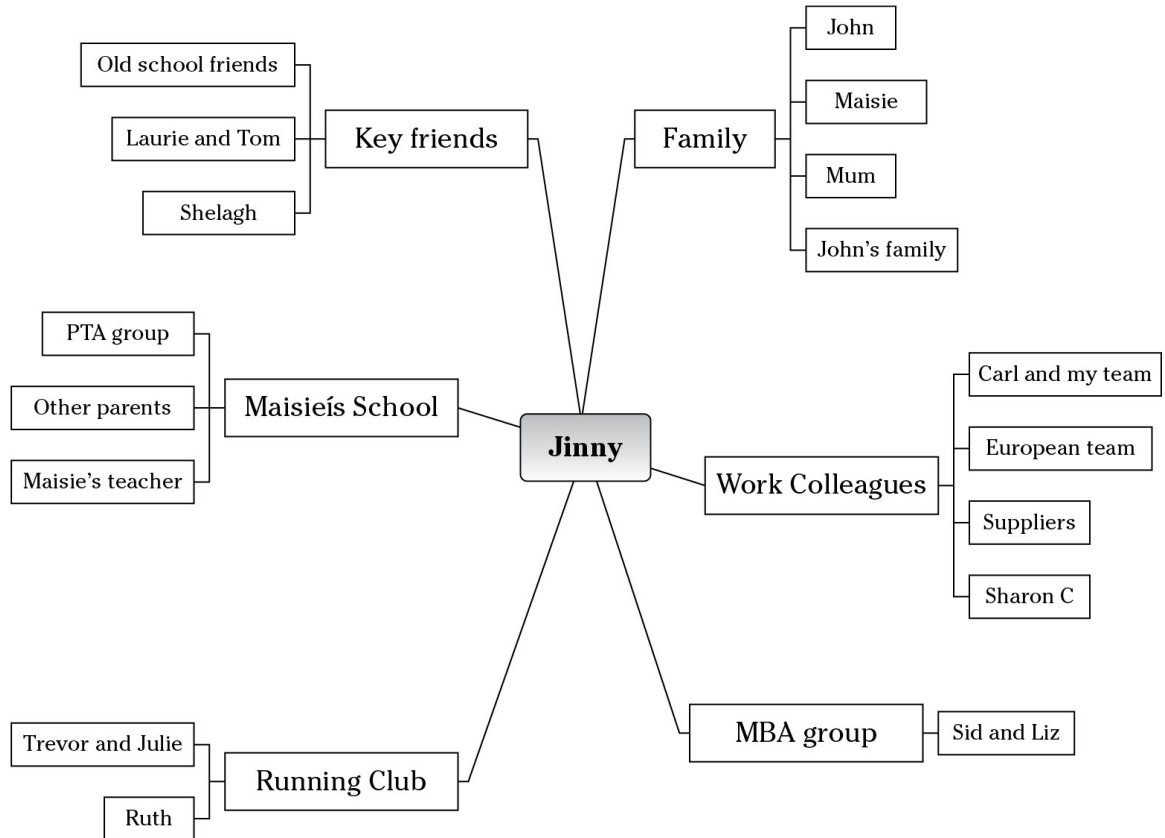 John
Old school friends
Maisie
Laurie and Tom
Key friends
Family
Mum
Shelagh
John’s family
PTA group
Carl and my team
Other parents
Maisieís School
Jinny
European team
Maisie’s teacher
Work Colleagues
Suppliers
Sharon C
Trevor and Julie
MBA group
Sid and Liz
Running Club
Ruth